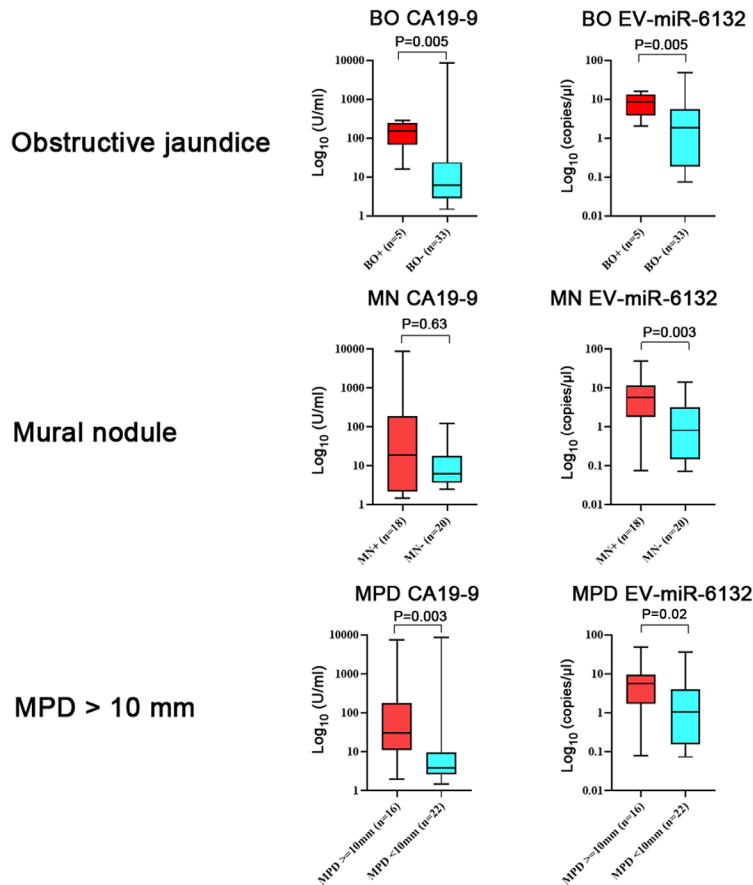 BO CA19-9
P=0.005
Log10 (U/ml)
10000
1000
100
10
1
BO+ (n=5)
BO- (n=33)
BO EV-miR-6132
P=0.005
Log10 (copies/µl)
100
10
1
0.1
0.01
BO+ (n=5)
BO- (n=33)
Obstructive jaundice
MN CA19-9
P=0.63
Log10 (U/ml)
10000
1000
100
10
1
MN+ (n=18)
MN- (n=20)
MN EV-miR-6132
P=0.003
Log10 (copies/µl)
100
10
1
0.1
0.01
MN+ (n=18)
MN- (n=20)
Mural nodule
MPD CA19-9
P=0.003
Log10 (U/ml)
10000
1000
100
10
1
MPD >=10mm (n=16)
MPD <10mm (n=22)
MPD EV-miR-6132
P=0.02
Log10 (copies/µl)
100
10
1
0.1
0.01
MPD >=10mm (n=16)
MPD <10mm (n=22)
MPD > 10 mm